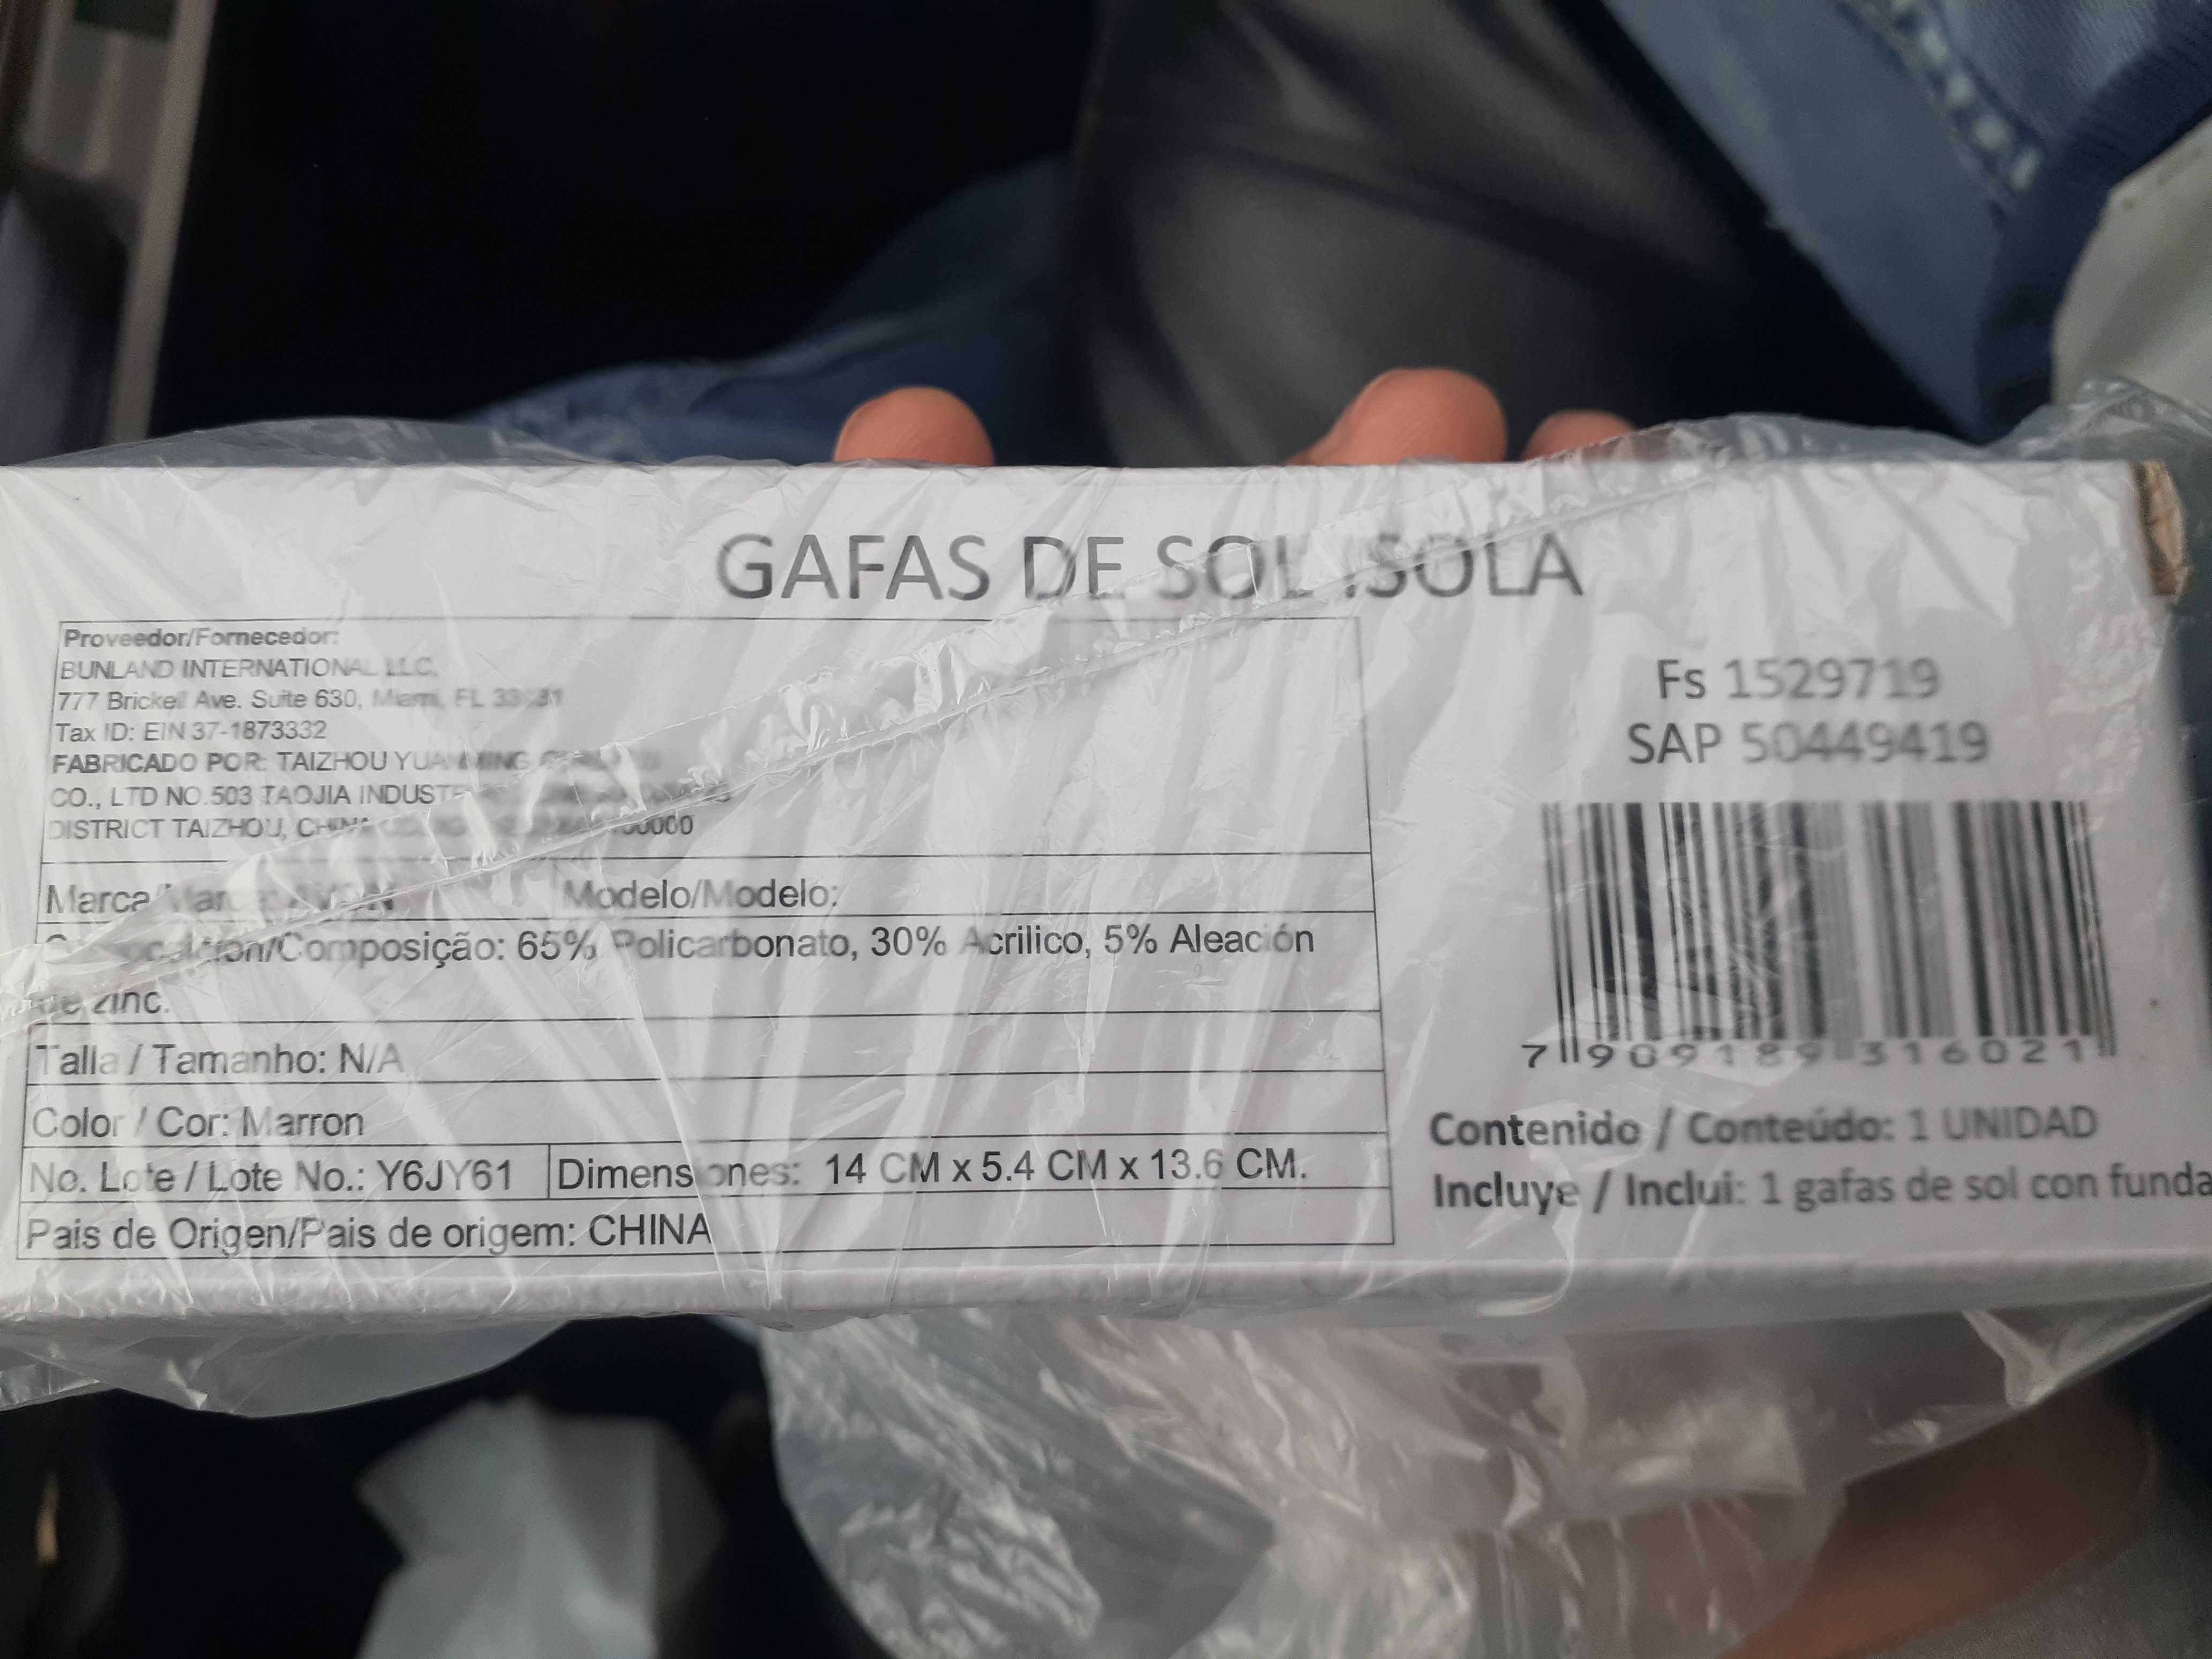 GAFAS DE SOL ISOLA
Proveedor/Fornecedor:
BUNLAND INTERNATIONAL LLC.
777 Brickell Ave. Suite 630, Miami, FL
Tax ID: EIN 37-1873332
FABRICADO POR: TAIZHOU
CO., LTD NO.503 TAOJIA
DISTRICT TAIZHOU, CHINA
Modelo/Modelo:
65% Policarbonato, 30% Acrilico, 5% Aleación
de zinc.
Talla / Tamanho: N/A
Color / Cor: Marron
No. Lote / Lote No.: Y6JY61
Dimensiones: 14 CM x 5.4 CM x 13.6 CM.
Pais de Origen/Pais de origem: CHINA
Fs 1529719
SAP 50449419
7 909189 316021
Contenido / Conteúdo: 1 UNIDAD
Incluye / Inclui: 1 gafas de sol con funda